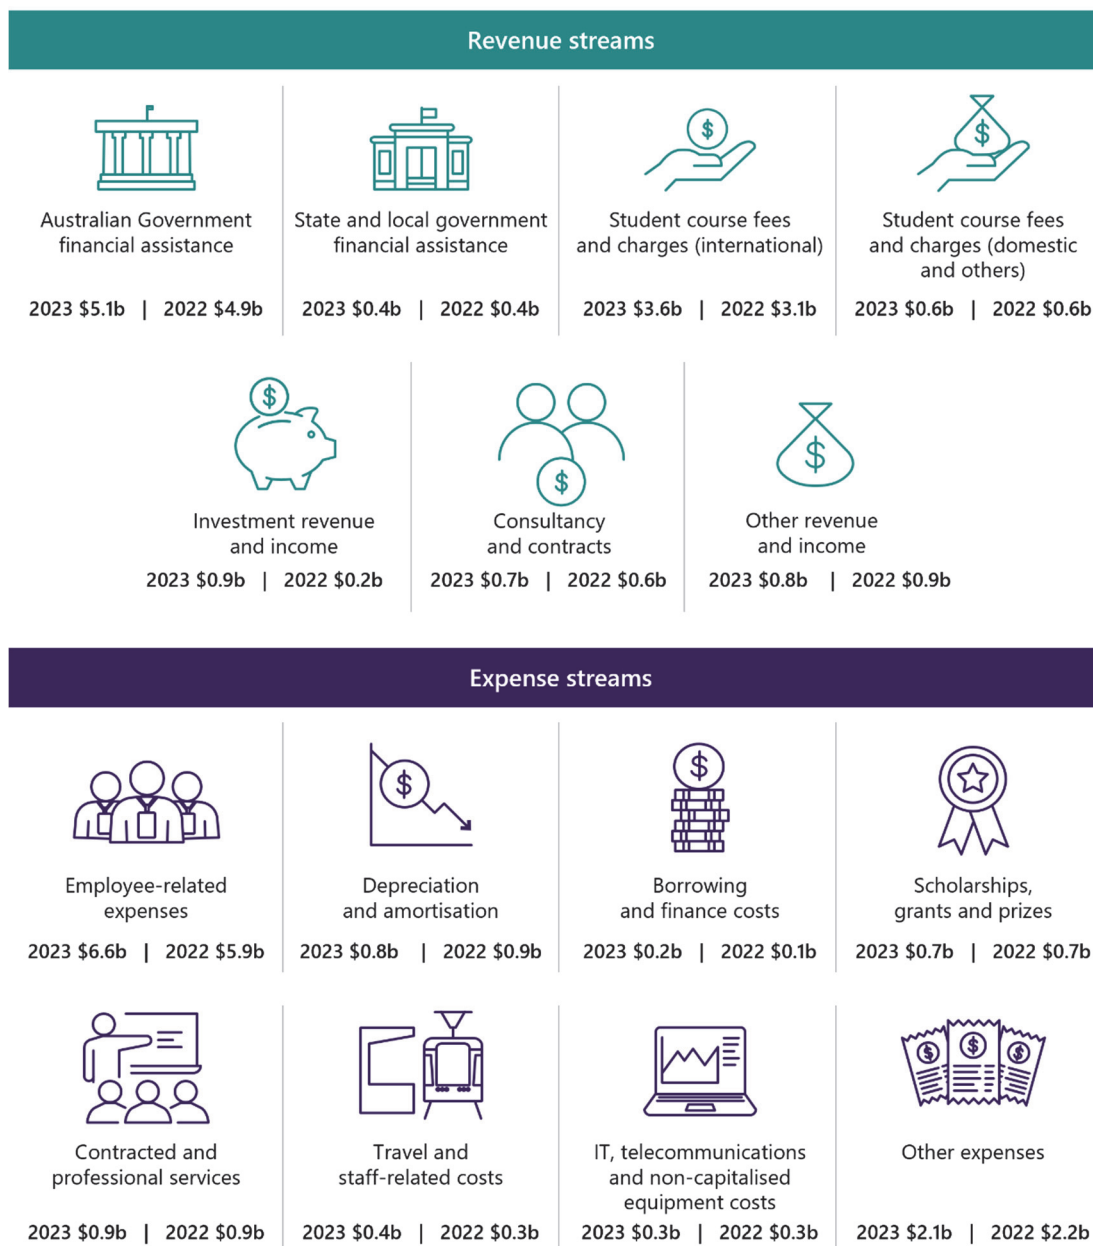 Revenue streams
Australian Government
financial assistance
2023 $5.1b | 2022 $4.9b
State and local government
financial assistance
2023 $0.4b | 2022 $0.4b
Student course fees
and charges (international)
2023 $3.6b | 2022 $3.1b
Student course fees
and charges (domestic
and others)
2023 $0.6b | 2022 $0.6b
Investment revenue
and income
2023 $0.9b | 2022 $0.2b
Consultancy
and contracts
2023 $0.7b | 2022 $0.6b
Other revenue
and income
2023 $0.8b | 2022 $0.9b
Expense streams
Employee-related
expenses
2023 $6.6b | 2022 $5.9b
Depreciation
and amortisation
2023 $0.8b | 2022 $0.9b
Borrowing
and finance costs
2023 $0.2b | 2022 $0.1b
Scholarships,
grants and prizes
2023 $0.7b | 2022 $0.7b
Contracted and
professional services
2023 $0.9b | 2022 $0.9b
Travel and
staff-related costs
2023 $0.4b | 2022 $0.3b
IT, telecommunications
and non-capitalised
equipment costs
2023 $0.3b | 2022 $0.3b
Other expenses
2023 $2.1b | 2022 $2.2b